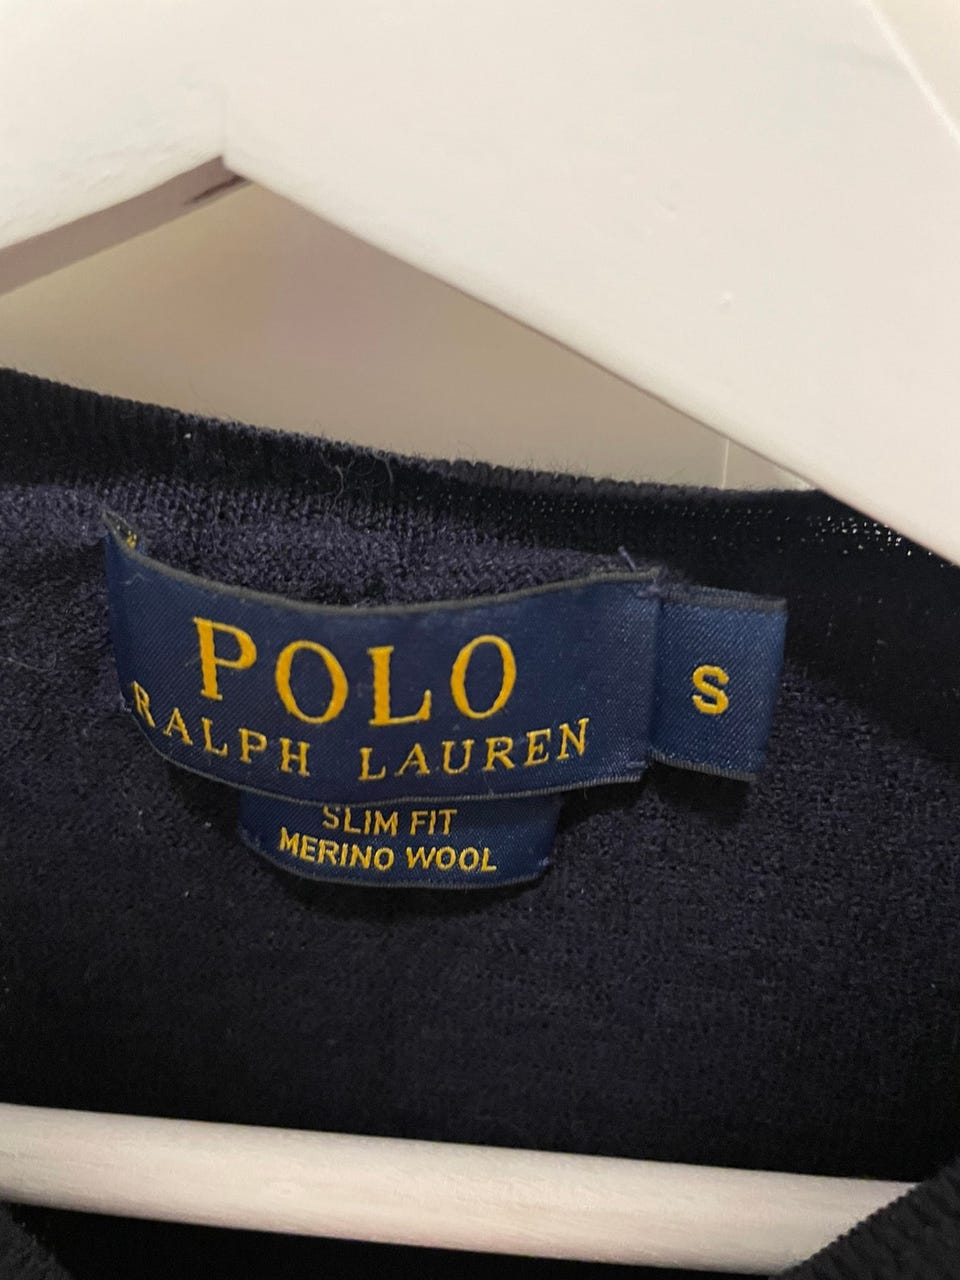 POLO
RALPH LAUREN
S
SLIM FIT
MERINO WOOL